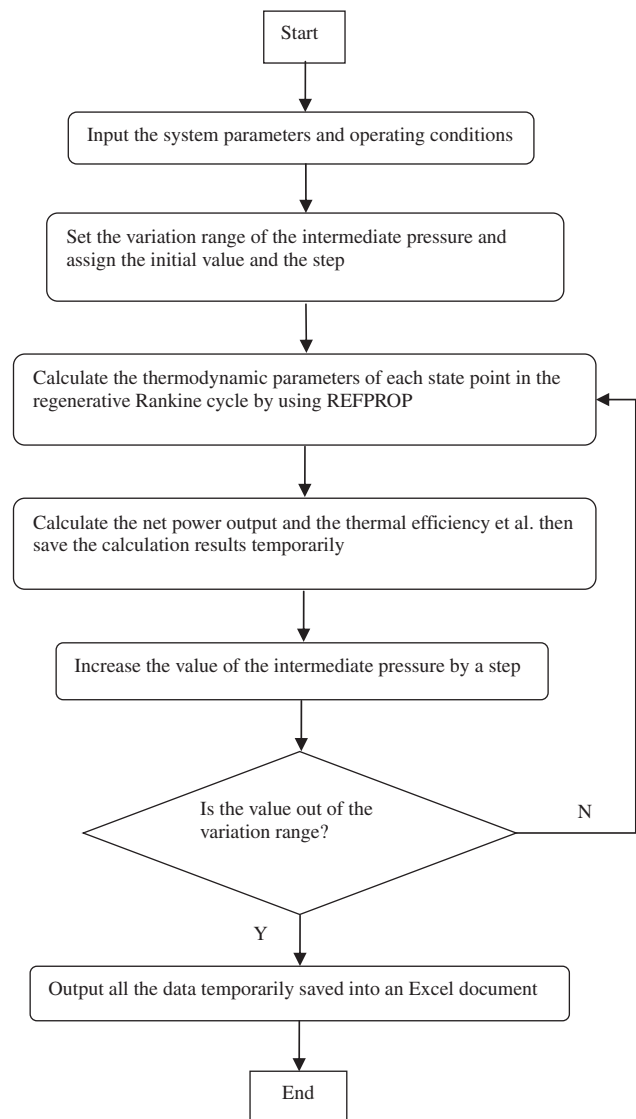 Start
Input the system parameters and operating conditions
Set the variation range of the intermediate pressure and
assign the initial value and the step
Calculate the thermodynamic parameters of each state point in the
regenerative Rankine cycle by using REFPROP
Calculate the net power output and the thermal efficiency et al. then
save the calculation results temporarily
Increase the value of the intermediate pressure by a step
Is the value out of the
variation range?
N
Y
Output all the data temporarily saved into an Excel document
End